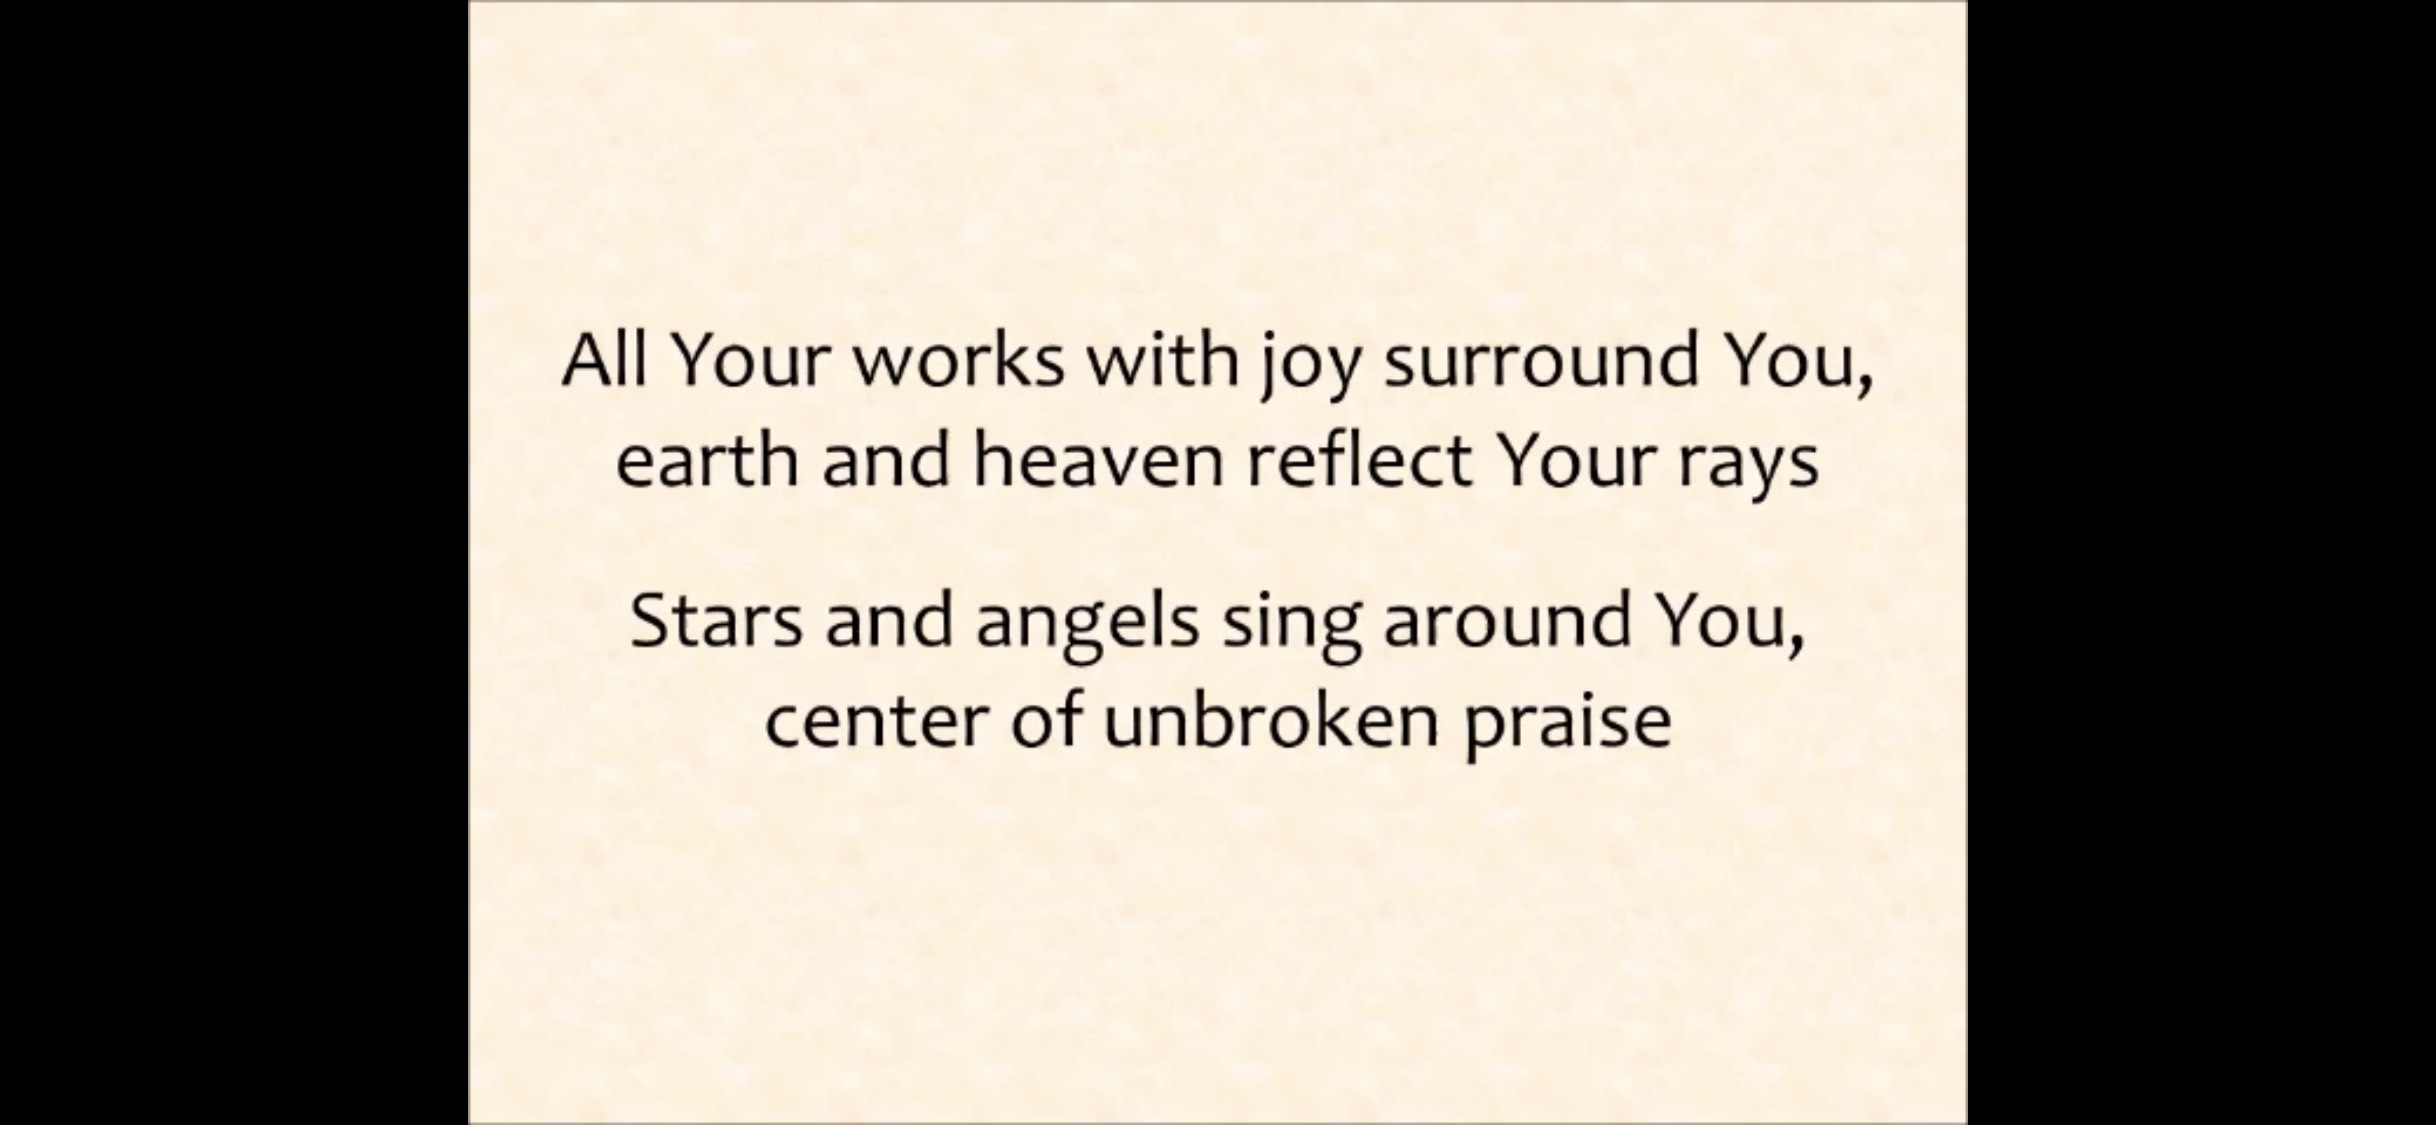 All Your works with joy surround You,
earth and heaven reflect Your rays
Stars and angels sing around You,
center of unbroken praise